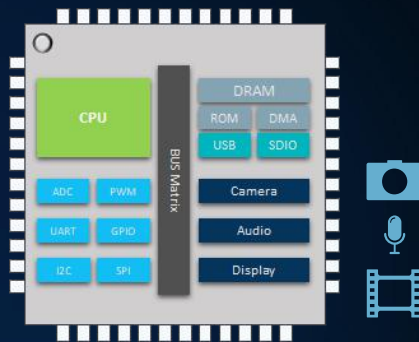 CPU
DRAM
ROM DMA
USB SDIO
BUS Matrix
ADC PWM
Camera
UART GPIO
Audio
I2C SPI
Display